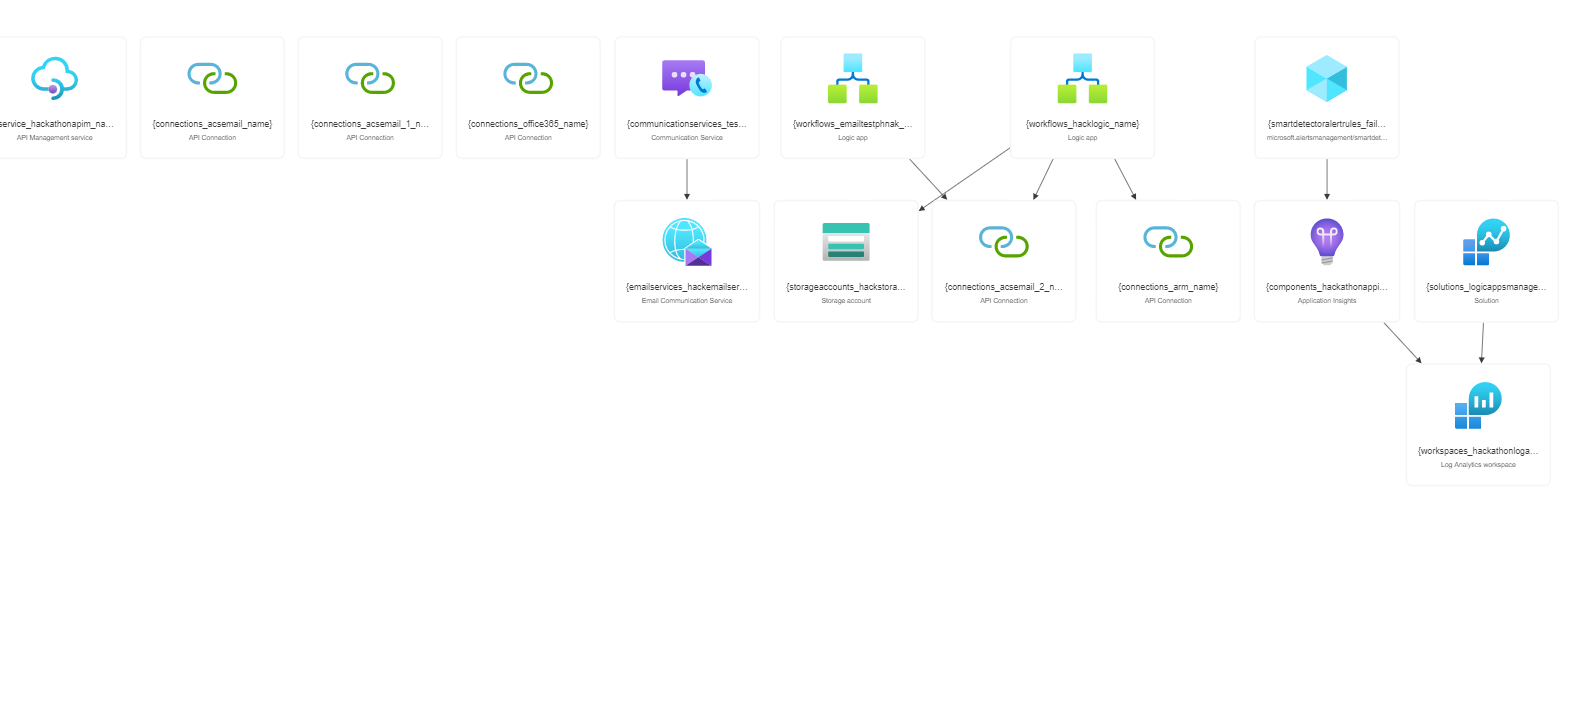 service_hackathonapim_na...
API Management service
{connections_acsemail_name}
API Connection
{connections_acsemail_1_n...
API Connection
{connections_office365_name}
API Connection
{communicationservices_tes...
Communication Service
{workflows_emailtestphnak_...
Logic app
{workflows_hacklogic_name}
Logic app
{smartdetectoralertrules_fail...
microsoft.alertsmanagement/smartdet...
{emailservices_hackemailser...
Email Communication Service
{storageaccounts_hackstora...
Storage account
{connections_acsemail_2_n...
API Connection
{connections_arm_name}
API Connection
{components_hackathonappi...
Application Insights
{solutions_logicappsmanage...
Solution
{workspaces_hackathonloga...
Log Analytics workspace